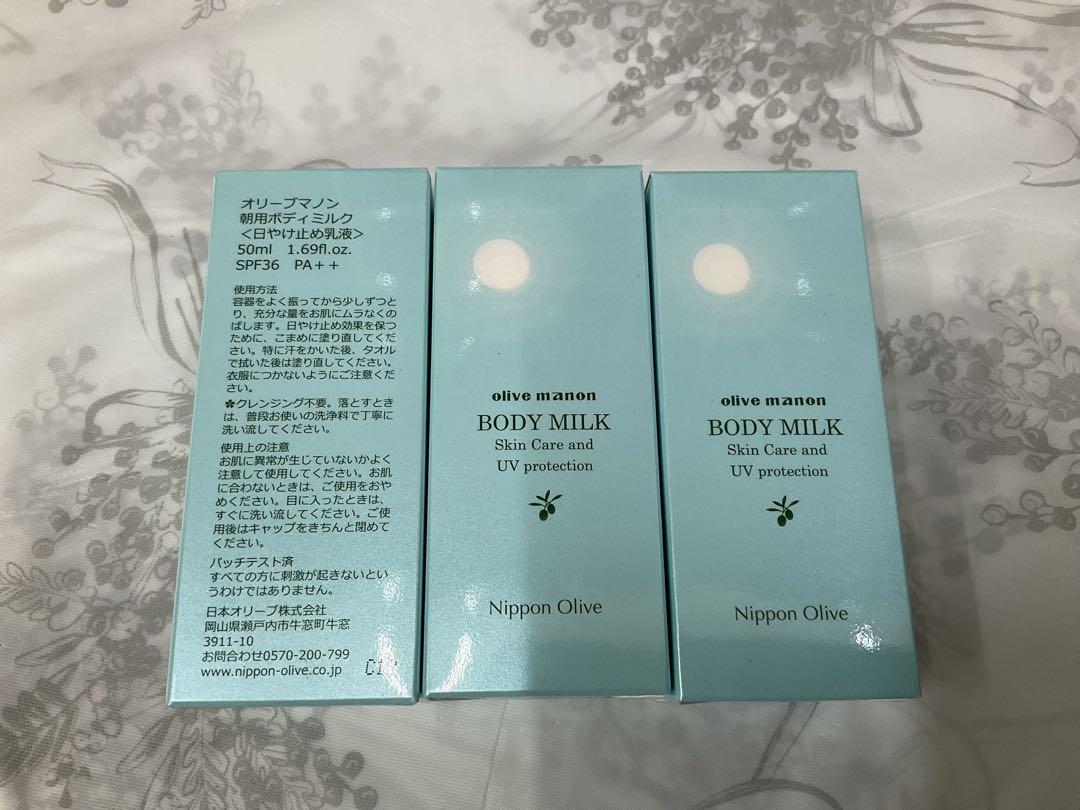 オリーブマノン
朝用ボディミルク
＜日やけ止め乳液＞
50ml 1.69fl.oz.
SPF36 PA++
使用方法
容器をよく振ってから少しずつと
り、充分な量をお肌にムラなくの
ばします。日やけ止め効果を保つ
ために、こまめに塗り直してくだ
さい。特に汗をかいた後、タオル
で拭いた後は塗り直してください。
衣服につかないようにご注意くだ
さい。
✽クレンジング不要。落とすとき
は、普段お使いの洗浄料で丁寧に
洗い流してください。
使用上の注意
お肌に異常が生じていないかよく
注意して使用してください。お肌
に合わないときは、ご使用をおや
めください。目に入ったときは、
すぐに洗い流してください。ご使
用後はキャップをきちんと閉めて
ください。
パッチテスト済
すべての方に刺激が起きないとい
うわけではありません。
日本オリーブ株式会社
岡山県瀬戸内市牛窓町牛窓
3911-10
お問合わせ0570-200-799
www.nippon-olive.co.jp
olive manon
BODY MILK
Skin Care and
UV protection
Nippon Olive
olive manon
BODY MILK
Skin Care and
UV protection
Nippon Olive